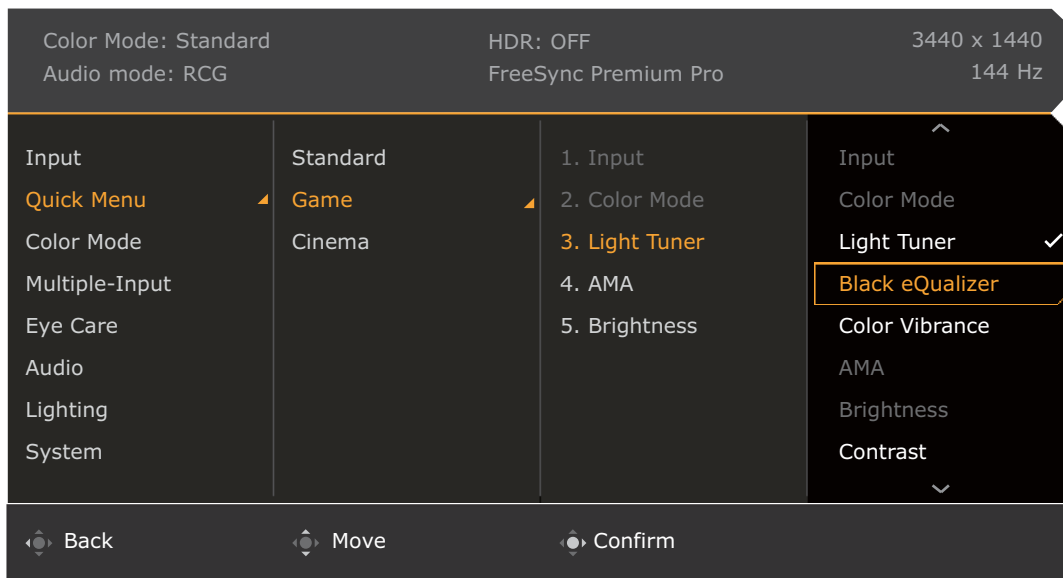 Color Mode: Standard
HDR: OFF
3440 x 1440
Audio mode: RCG
FreeSync Premium Pro
144 Hz
Input
Quick Menu
Color Mode
Multiple-Input
Eye Care
Audio
Lighting
System
Standard
Game
Cinema
1. Input
2. Color Mode
3. Light Tuner
4. AMA
5. Brightness
Input
Color Mode
Light Tuner
Black eQualizer
Color Vibrance
AMA
Brightness
Contrast
Back
Move
Confirm